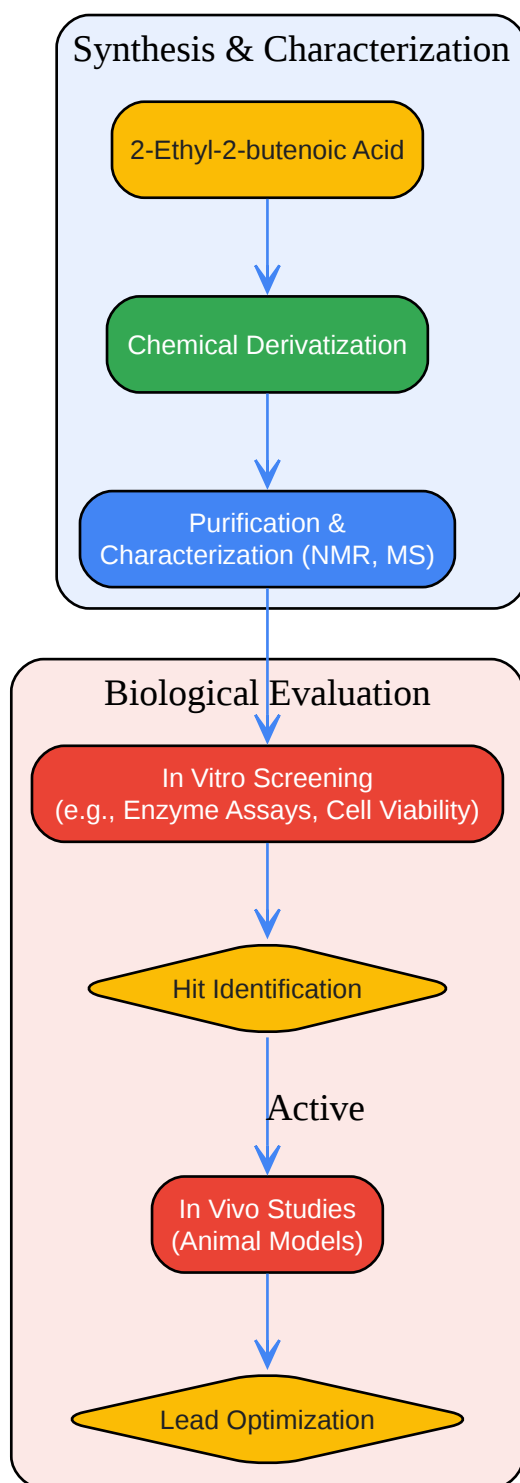 Synthesis & Characterization
2-Ethyl-2-butenoic Acid
Chemical Derivatization
Purification &
Characterization (NMR, MS)
Biological Evaluation
In Vitro Screening
(e.g., Enzyme Assays, Cell Viability)
Hit Identification
Active
In Vivo Studies
(Animal Models)
Lead Optimization